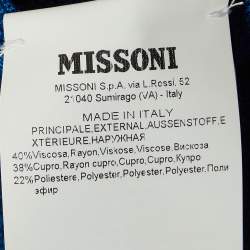 MISSONI
MISSONI S.p.A. via L.Rossi, 52
21040 Sumirago (VA) - Italy
MADE IN ITALY
PRINCIPALE,EXTERNAL,AUSSENSTOFF,E
XTÉRIEURE,НАРУЖНАЯ
40%Viscosa,Rayon,Viskose,Viscose,Вискоза
38%Cupro,Rayon cupro,Cupro,Cupro,Купро
22%Poliestere,Polyester,Polyester,Polyester,Поли
эфир